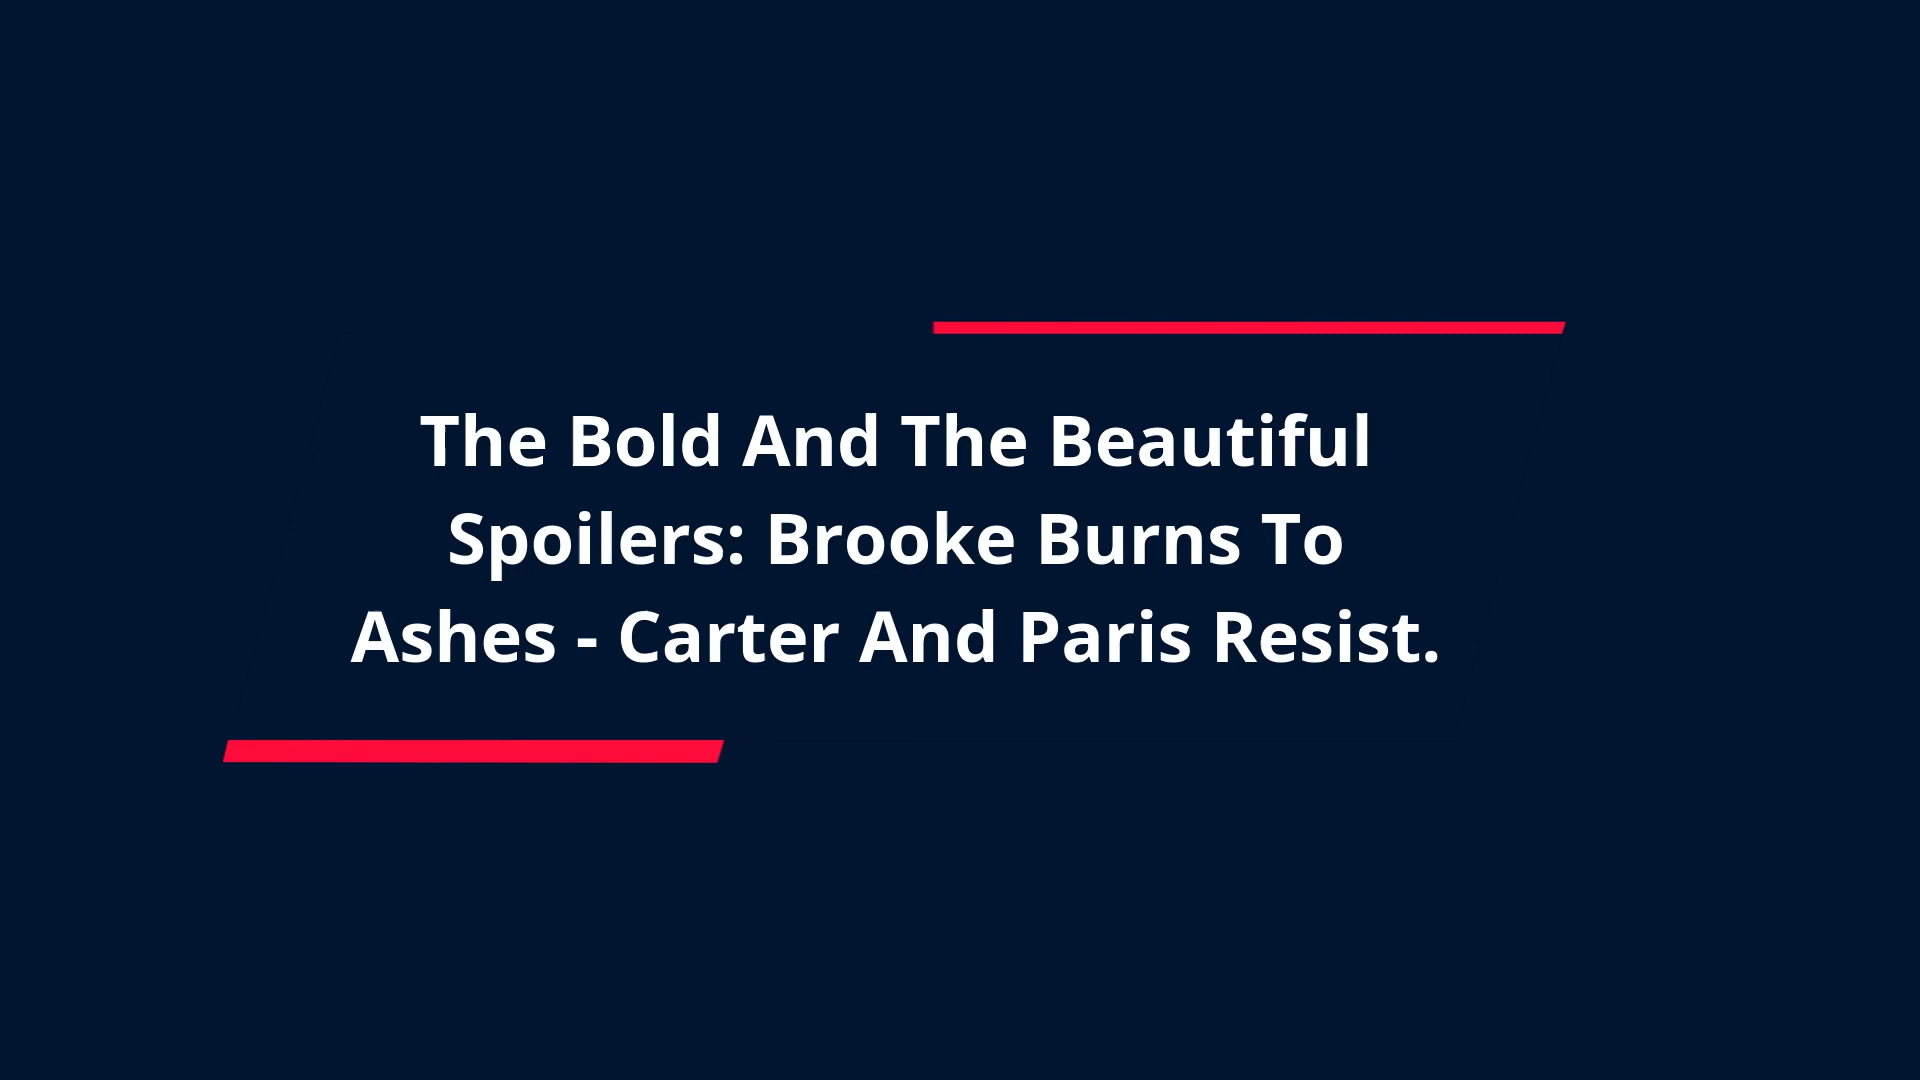 The Bold And The Beautiful
Spoilers: Brooke Burns To
Ashes - Carter And Paris Resist.